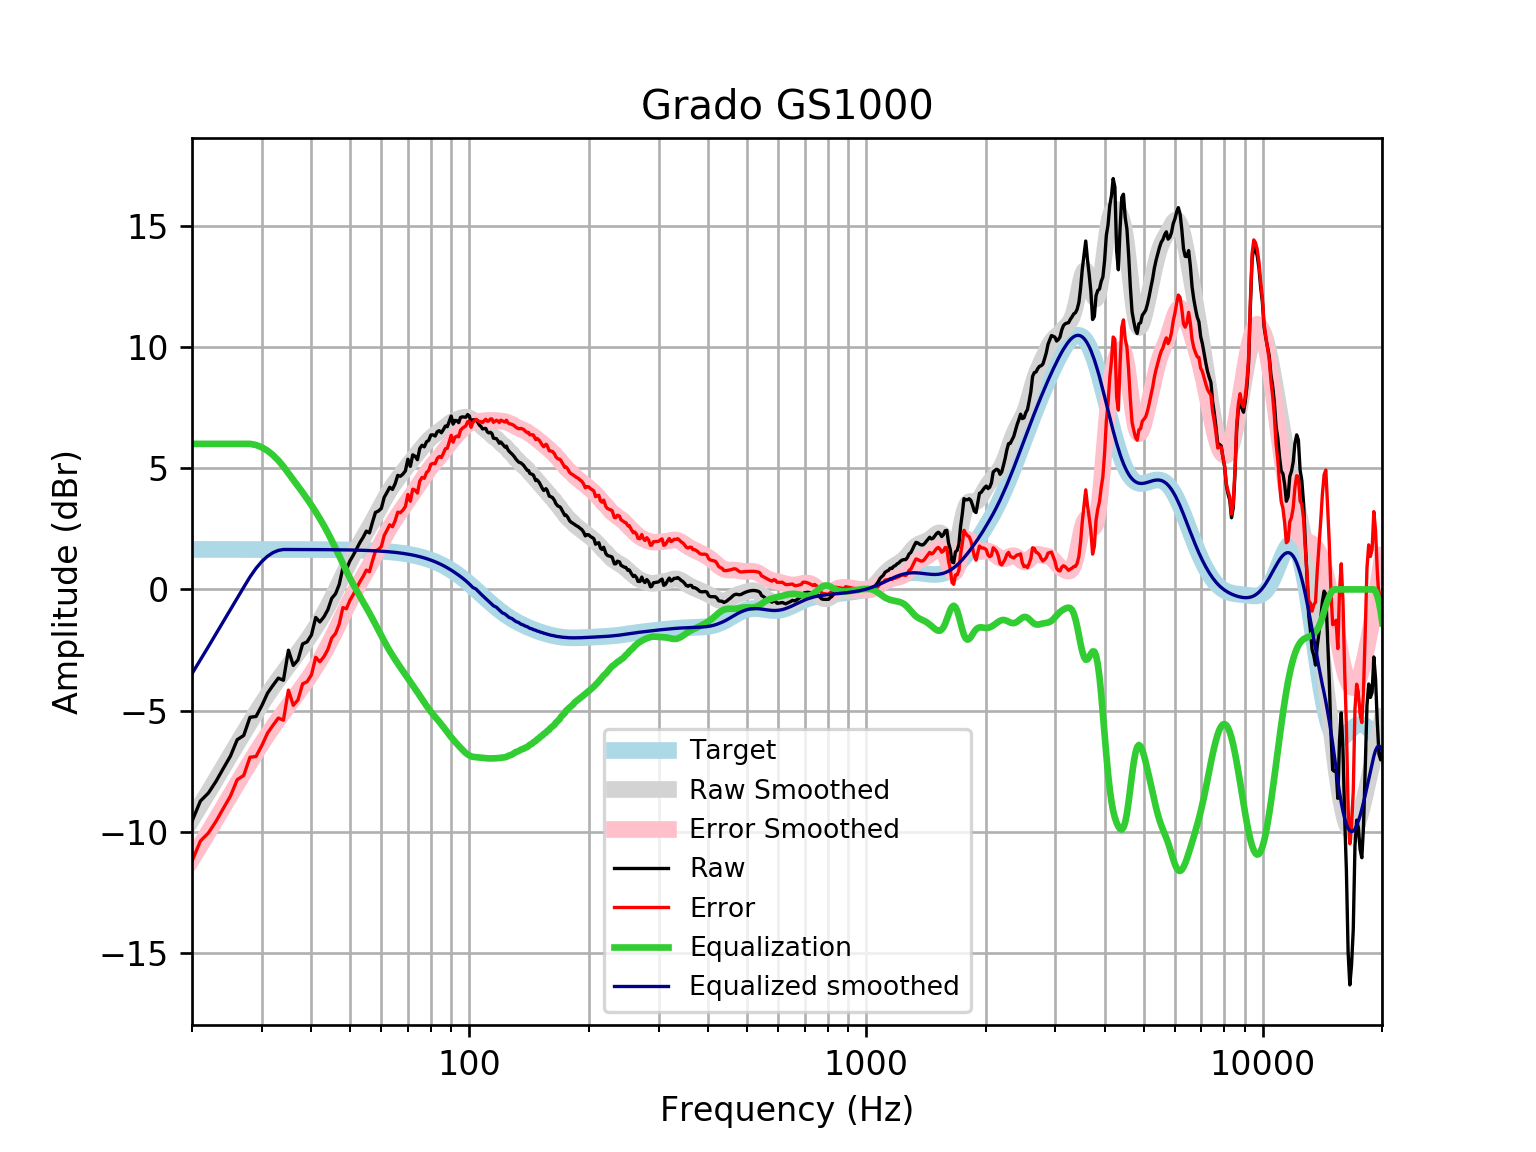 Grado GS1000
15
10
5
0
−5
−10
−15
Amplitude (dBr)
Target
Raw Smoothed
Error Smoothed
Raw
Error
Equalization
Equalized smoothed
100
1000
10000
Frequency (Hz)